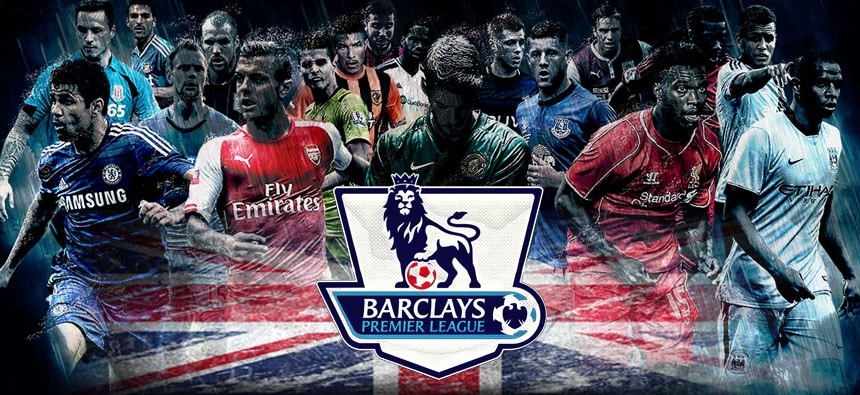 65
SAMSUNG
Fly
Emirates
Standard
ETIHAD
BARCLAYS
PREMIER LEAGUE